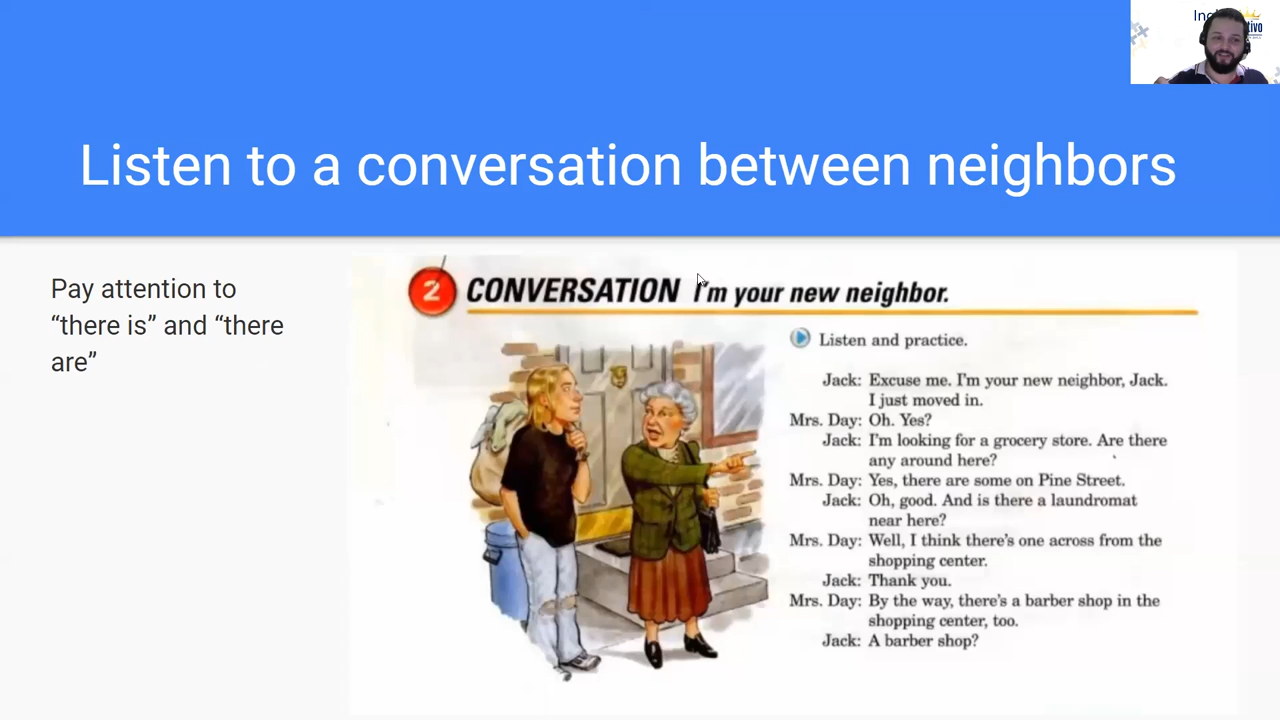 Listen to a conversation between neighbors
Pay attention to
“there is” and “there
are”
2 CONVERSATION I'm your new neighbor.
Listen and practice.
Jack: Excuse me. I'm your new neighbor, Jack.
I just moved in.
Mrs. Day: Oh. Yes?
Jack: I'm looking for a grocery store. Are there
any around here?
Mrs. Day: Yes, there are some on Pine Street.
Jack: Oh, good. And is there a laundromat
near here?
Mrs. Day: Well, I think there's one across from the
shopping center.
Jack: Thank you.
Mrs. Day: By the way, there's a barber shop in the
shopping center, too.
Jack: A barber shop?